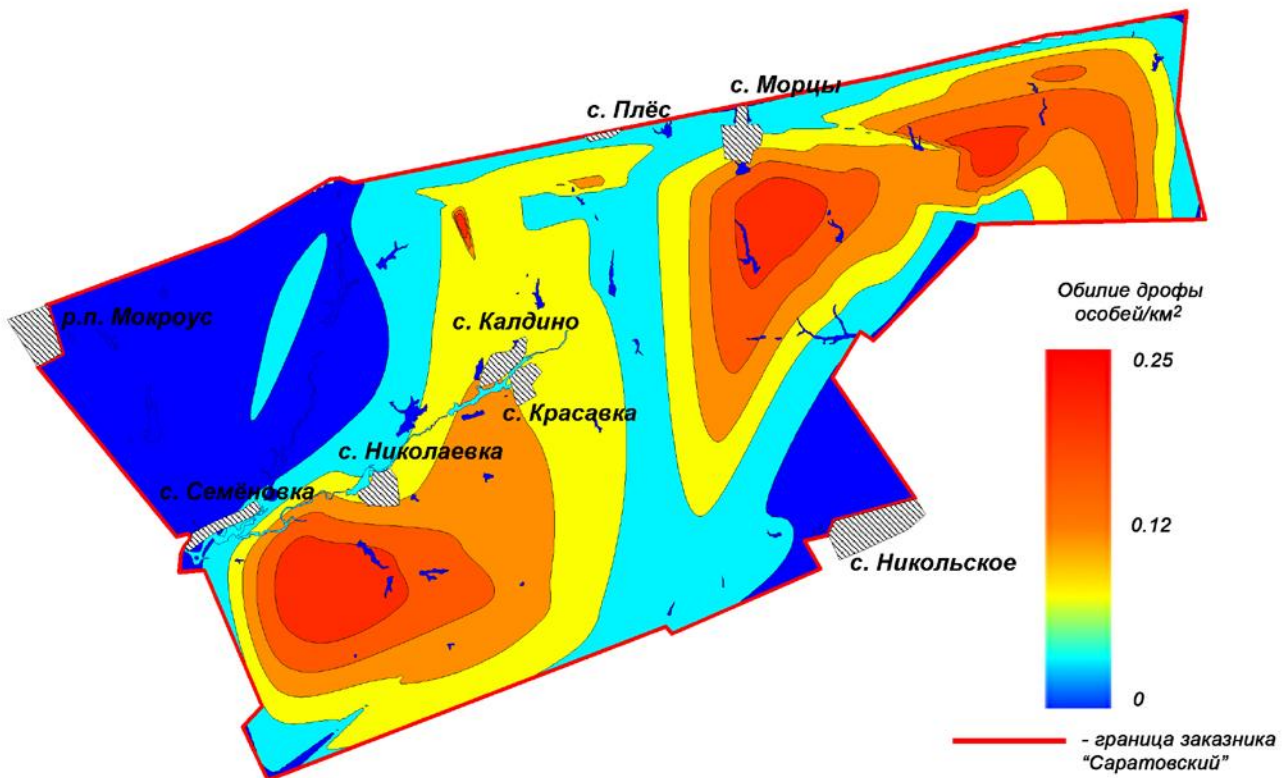 с. Морцы
с. Плёс
р.п. Мокроус
с. Калдино
с. Красавка
с. Николаевка
с. Семёновка
с. Никольское
Обилие дрофы
особей/км²
0.25
0.12
0
- граница заказника
"Саратовский"